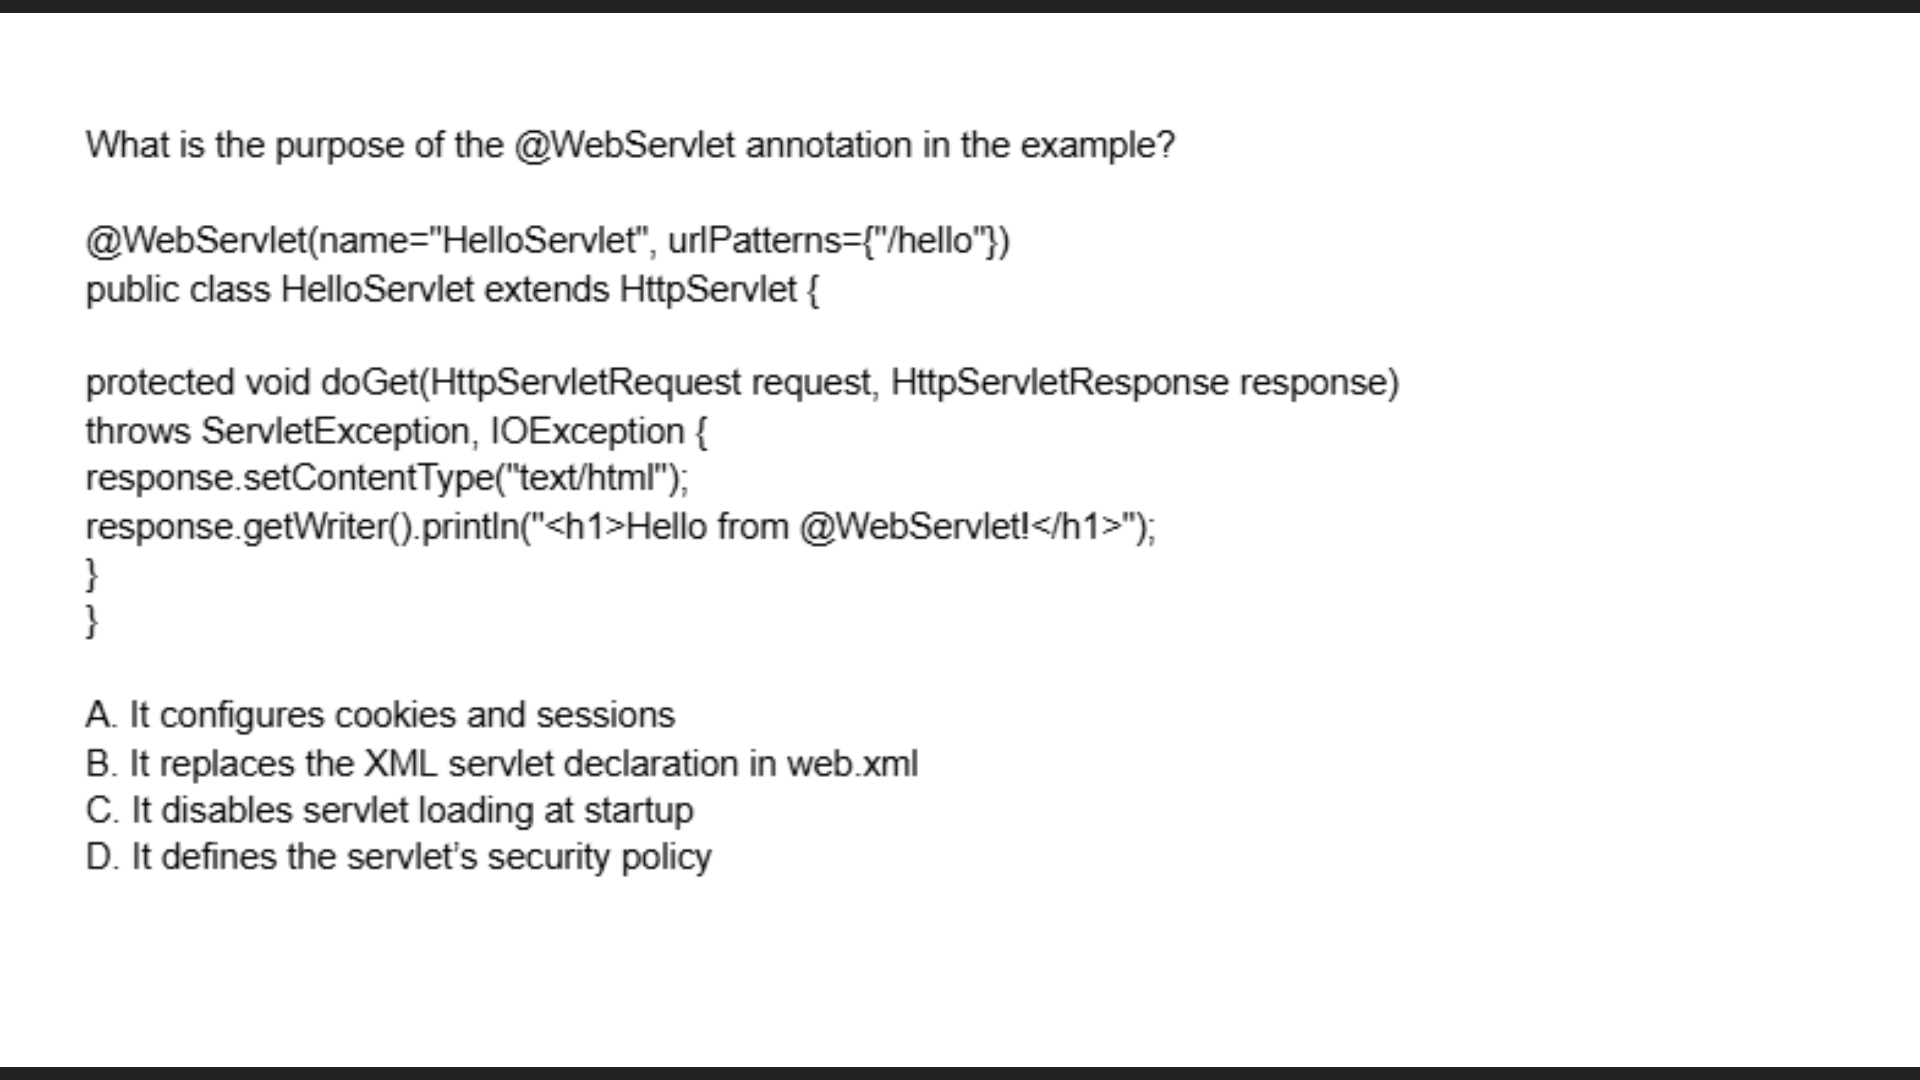 What is the purpose of the @WebServlet annotation in the example?
@WebServlet(name="HelloServlet", urlPatterns={"/hello"})
public class HelloServlet extends HttpServlet {
protected void doGet(HttpServletRequest request, HttpServletResponse response)
throws ServletException, IOException {
response.setContentType("text/html");
response.getWriter().println("<h1>Hello from @WebServlet!</h1>");
}
}
A. It configures cookies and sessions
B. It replaces the XML servlet declaration in web.xml
C. It disables servlet loading at startup
D. It defines the servlet’s security policy